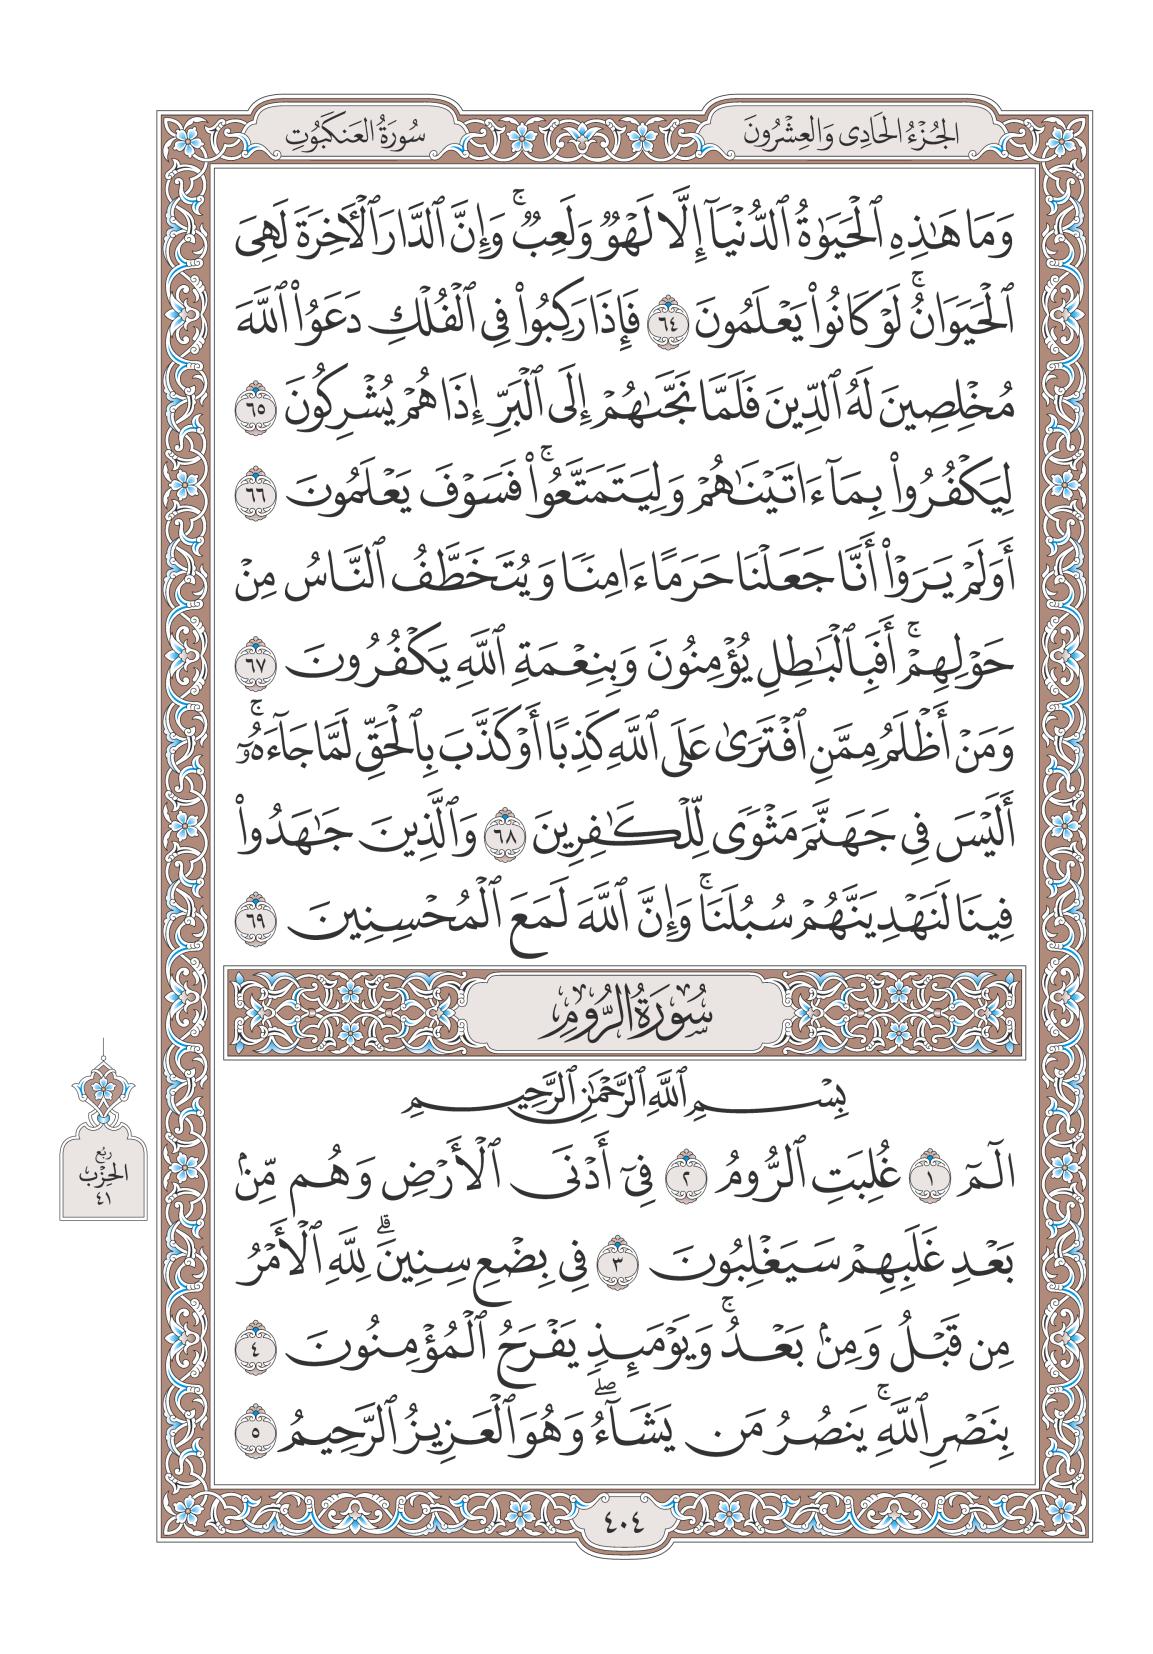 الجُزْءُ الحَادِى وَالعِشْرُونَ
سُورَةُ العَنكَبُوتِ
وَمَا هَٰذِهِ ٱلْحَيَوٰةُ ٱلدُّنْيَآ إِلَّا لَهْوٌ وَلَعِبٌ ۚ وَإِنَّ ٱلدَّارَ ٱلْأَخِرَةَ لَهِىَ
ٱلْحَيَوَانُ ۚ لَوْ كَانُوا۟ يَعْلَمُونَ ٦٤ فَإِذَا رَكِبُوا۟ فِى ٱلْفُلْكِ دَعَوُا۟ ٱللَّهَ
مُخْلِصِينَ لَهُ ٱلدِّينَ فَلَمَّا نَجَّىٰهُمْ إِلَى ٱلْبَرِّ إِذَا هُمْ يُشْرِكُونَ ٦٥
لِيَكْفُرُوا۟ بِمَآ ءَاتَيْنَٰهُمْ وَلِيَتَمَتَّعُوا۟ ۚ فَسَوْفَ يَعْلَمُونَ ٦٦
أَوَلَمْ يَرَوْا۟ أَنَّا جَعَلْنَا حَرَمًا ءَامِنًا وَيُتَخَطَّفُ ٱلنَّاسُ مِنْ
حَوْلِهِمْ ۚ أَفَبِٱلْبَٰطِلِ يُؤْمِنُونَ وَبِنِعْمَةِ ٱللَّهِ يَكْفُرُونَ ٦٧
وَمَنْ أَظْلَمُ مِمَّنِ ٱفْتَرَىٰ عَلَى ٱللَّهِ كَذِبًا أَوْ كَذَّبَ بِٱلْحَقِّ لَمَّا جَآءَهُۥٓ ۚ
أَلَيْسَ فِى جَهَنَّمَ مَثْوًى لِّلْكَٰفِرِينَ ٦٨ وَٱلَّذِينَ جَٰهَدُوا۟
فِينَا لَنَهْدِيَنَّهُمْ سُبُلَنَا ۚ وَإِنَّ ٱللَّهَ لَمَعَ ٱلْمُحْسِنِينَ ٦٩
سُورَةُ الرُّومِ
بِسْمِ ٱللَّهِ ٱلرَّحْمَٰنِ ٱلرَّحِيمِ
الٓمٓ ١ غُلِبَتِ ٱلرُّومُ ٢ فِىٓ أَدْنَى ٱلْأَرْضِ وَهُم مِّنۢ
بَعْدِ غَلَبِهِمْ سَيَغْلِبُونَ ٣ فِى بِضْعِ سِنِينَ ۗ لِلَّهِ ٱلْأَمْرُ
مِن قَبْلُ وَمِنۢ بَعْدُ ۚ وَيَوْمَئِذٍ يَفْرَحُ ٱلْمُؤْمِنُونَ ٤
بِنَصْرِ ٱللَّهِ ۚ يَنصُرُ مَن يَشَآءُ ۖ وَهُوَ ٱلْعَزِيزُ ٱلرَّحِيمُ ٥
ربع
الحزب
٤١
٤٠٤